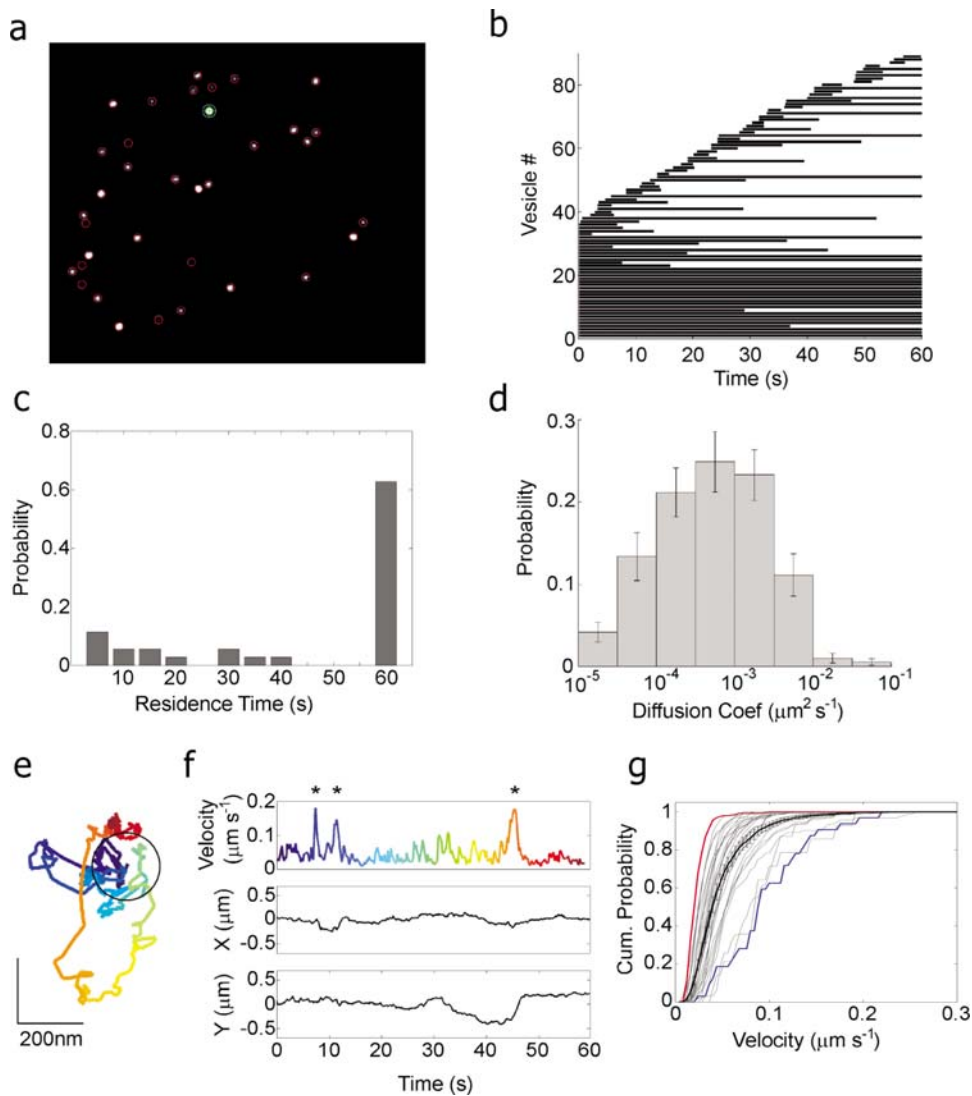 a
b
80
60
40
20
0
Vesicle #
0 10 20 30 40 50 60
Time (s)
c
0.8
0.6
0.4
0.2
0
Probability
10 20 30 40 50 60
Residence Time (s)
d
0.3
0.2
0.1
0
Probability
10⁻⁵ 10⁻⁴ 10⁻³ 10⁻² 10⁻¹
Diffusion Coef (μm² s⁻¹)
e
200nm
f
* * *
Velocity
(μm s⁻¹)
0.2
0.1
0
X (μm)
0.5
0
-0.5
Y (μm)
0.5
0
-0.5
0 10 20 30 40 50 60
Time (s)
g
1
0.8
0.6
0.4
0.2
0
Cum. Probability
0 0.1 0.2 0.3
Velocity (μm s⁻¹)